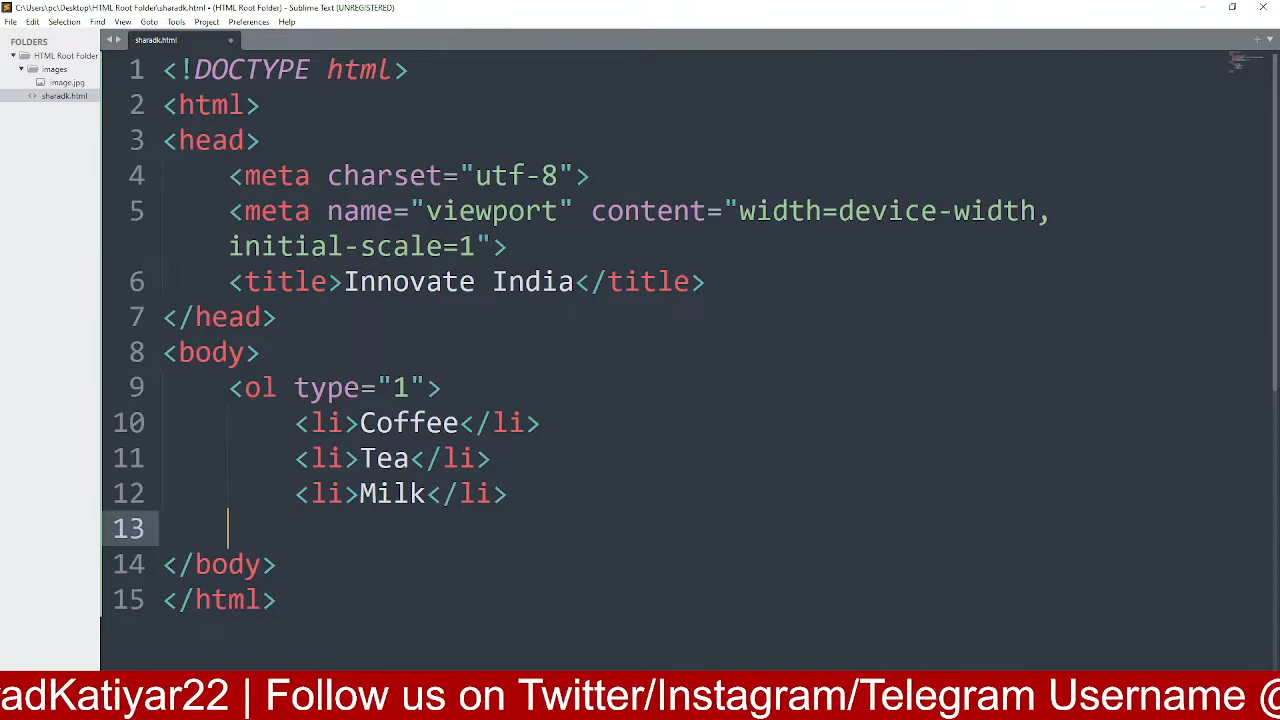 C:\Users\pc\Desktop\HTML Root Folder\sharadk.html • (HTML Root Folder) - Sublime Text (UNREGISTERED)
File Edit Selection Find View Goto Tools Project Preferences Help
FOLDERS
HTML Root Folder
images
image.jpg
sharadk.html
sharadk.html
1 <!DOCTYPE html>
2 <html>
3 <head>
4 <meta charset="utf-8">
5 <meta name="viewport" content="width=device-width,
initial-scale=1">
6 <title>Innovate India</title>
7 </head>
8 <body>
9 <ol type="1">
10 <li>Coffee</li>
11 <li>Tea</li>
12 <li>Milk</li>
13
14 </body>
15 </html>
adKatiyar22 | Follow us on Twitter/Instagram/Telegram Username @